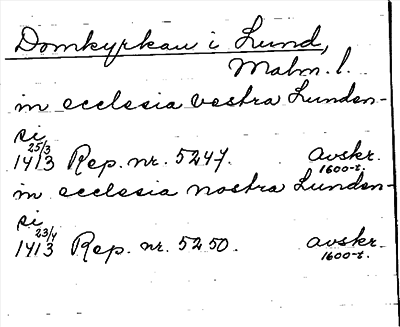 Domkyrkan i Lund,
Malm. l.
in ecclesia vestra Lunden-
si
25/3
1413 Rep. nr. 5247. Avskr.
1600-t.
in ecclesia nostra Lunden-
si
23/4
1413 Rep. nr. 5250. Avskr.
1600-t.